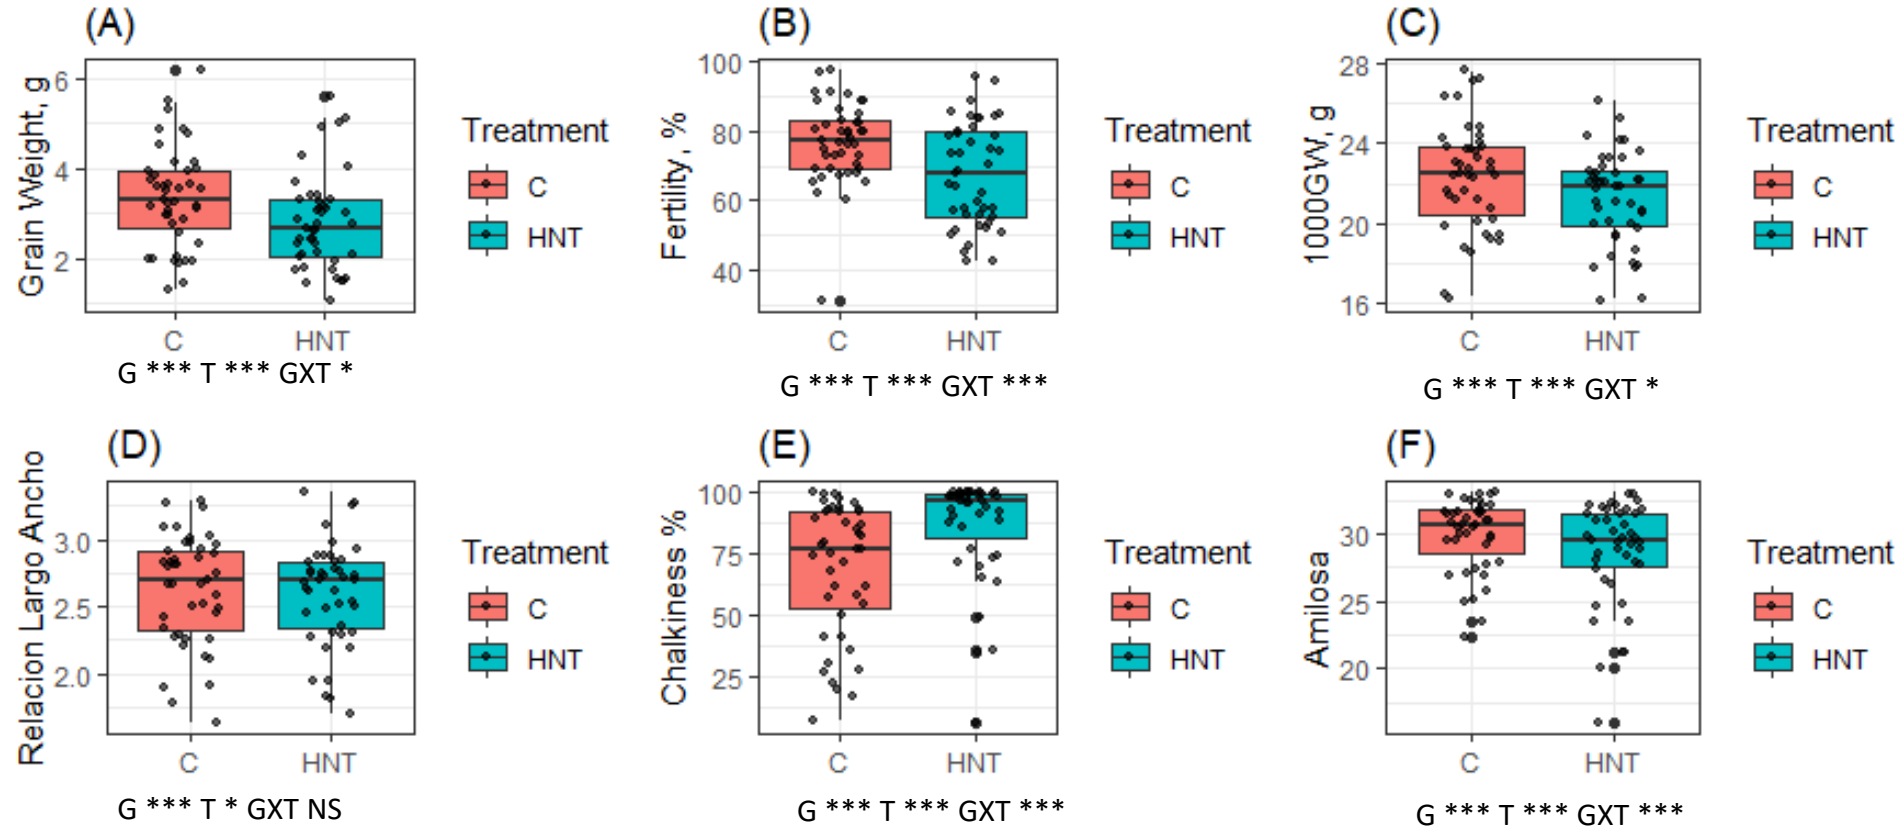 (A)
Grain Weight, g
6
4
2
C
HNT
Treatment
C
HNT
G *** T *** GXT *
(B)
Fertility, %
100
80
60
40
C
HNT
Treatment
C
HNT
G *** T *** GXT ***
(C)
1000GW, g
28
24
20
16
C
HNT
Treatment
C
HNT
G *** T *** GXT *
(D)
Relacion Largo Ancho
3.0
2.5
2.0
C
HNT
Treatment
C
HNT
G *** T * GXT NS
(E)
Chalkiness %
100
75
50
25
C
HNT
Treatment
C
HNT
G *** T *** GXT ***
(F)
Amilosa
30
25
20
C
HNT
Treatment
C
HNT
G *** T *** GXT ***